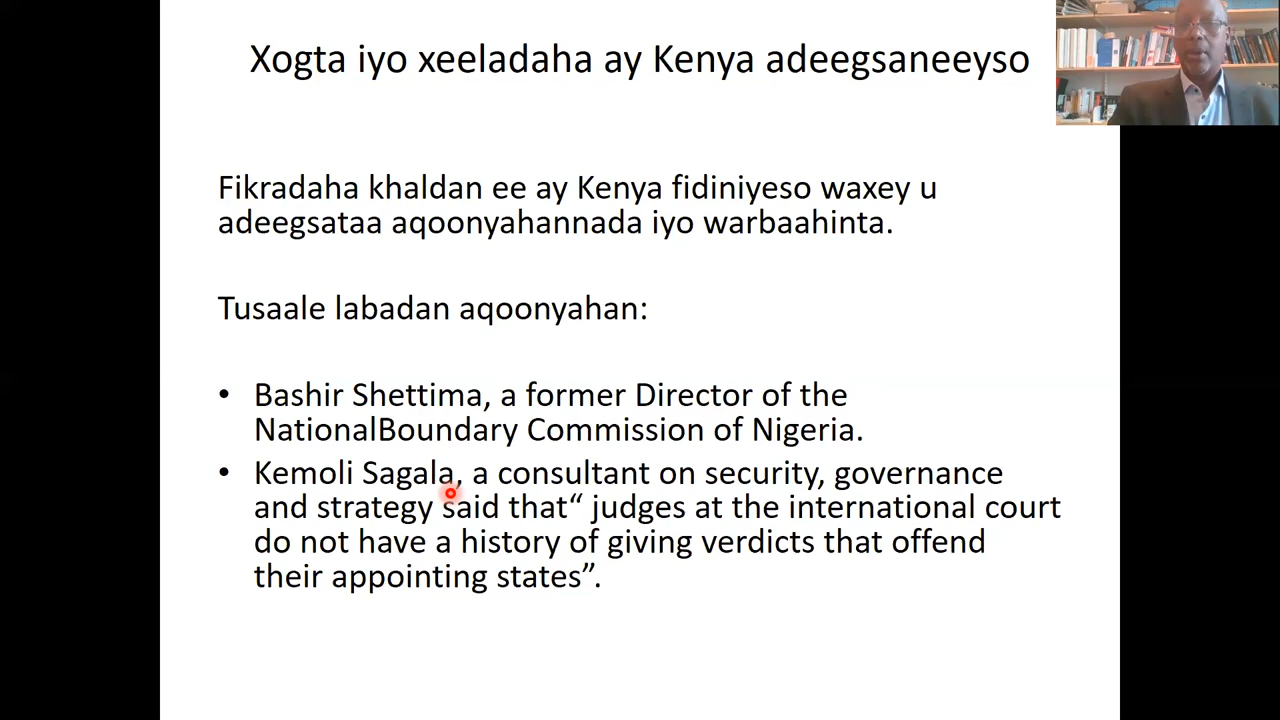 Xogta iyo xeeladaha ay Kenya adeegsaneeyso
Fikradaha khaldan ee ay Kenya fidiniyeso waxey u
adeegsataa aqoonyahannada iyo warbaahinta.
Tusaale labadan aqoonyahan:
• Bashir Shettima, a former Director of the
NationalBoundary Commission of Nigeria.
• Kemoli Sagala, a consultant on security, governance
and strategy said that“ judges at the international court
do not have a history of giving verdicts that offend
their appointing states”.